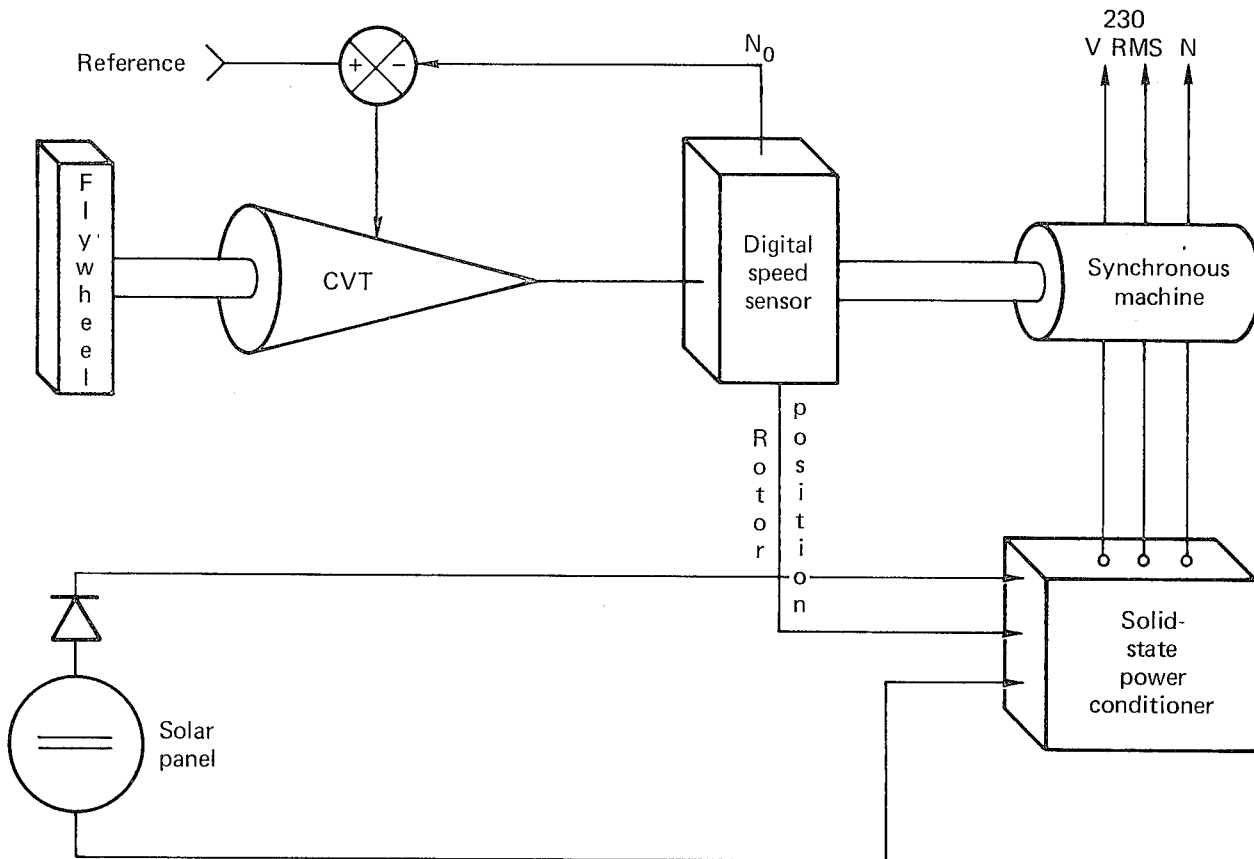 230
V RMS N
Reference
+ −
N0
Flywheel
CVT
Digital
speed
sensor
Synchronous
machine
Rotor
position
Solid-
state
power
conditioner
Solar
panel